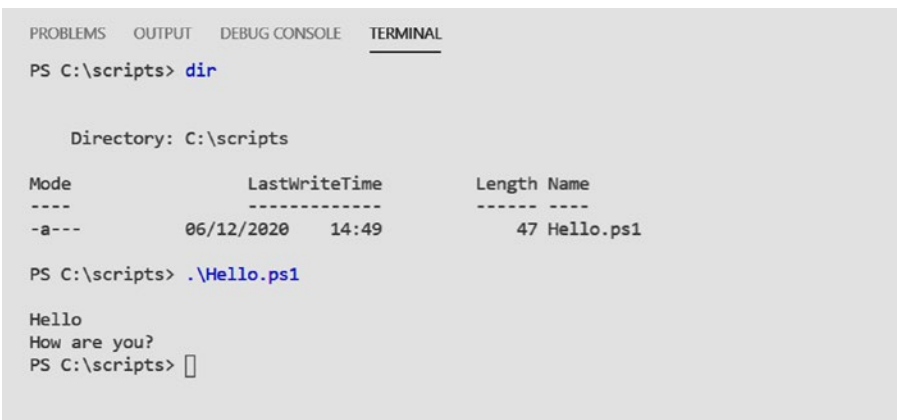 PROBLEMS OUTPUT DEBUG CONSOLE TERMINAL
PS C:\scripts> dir
Directory: C:\scripts
Mode LastWriteTime Length Name
---- ------------- ------ ----
-a--- 06/12/2020 14:49 47 Hello.ps1
PS C:\scripts> .\Hello.ps1
Hello
How are you?
PS C:\scripts>